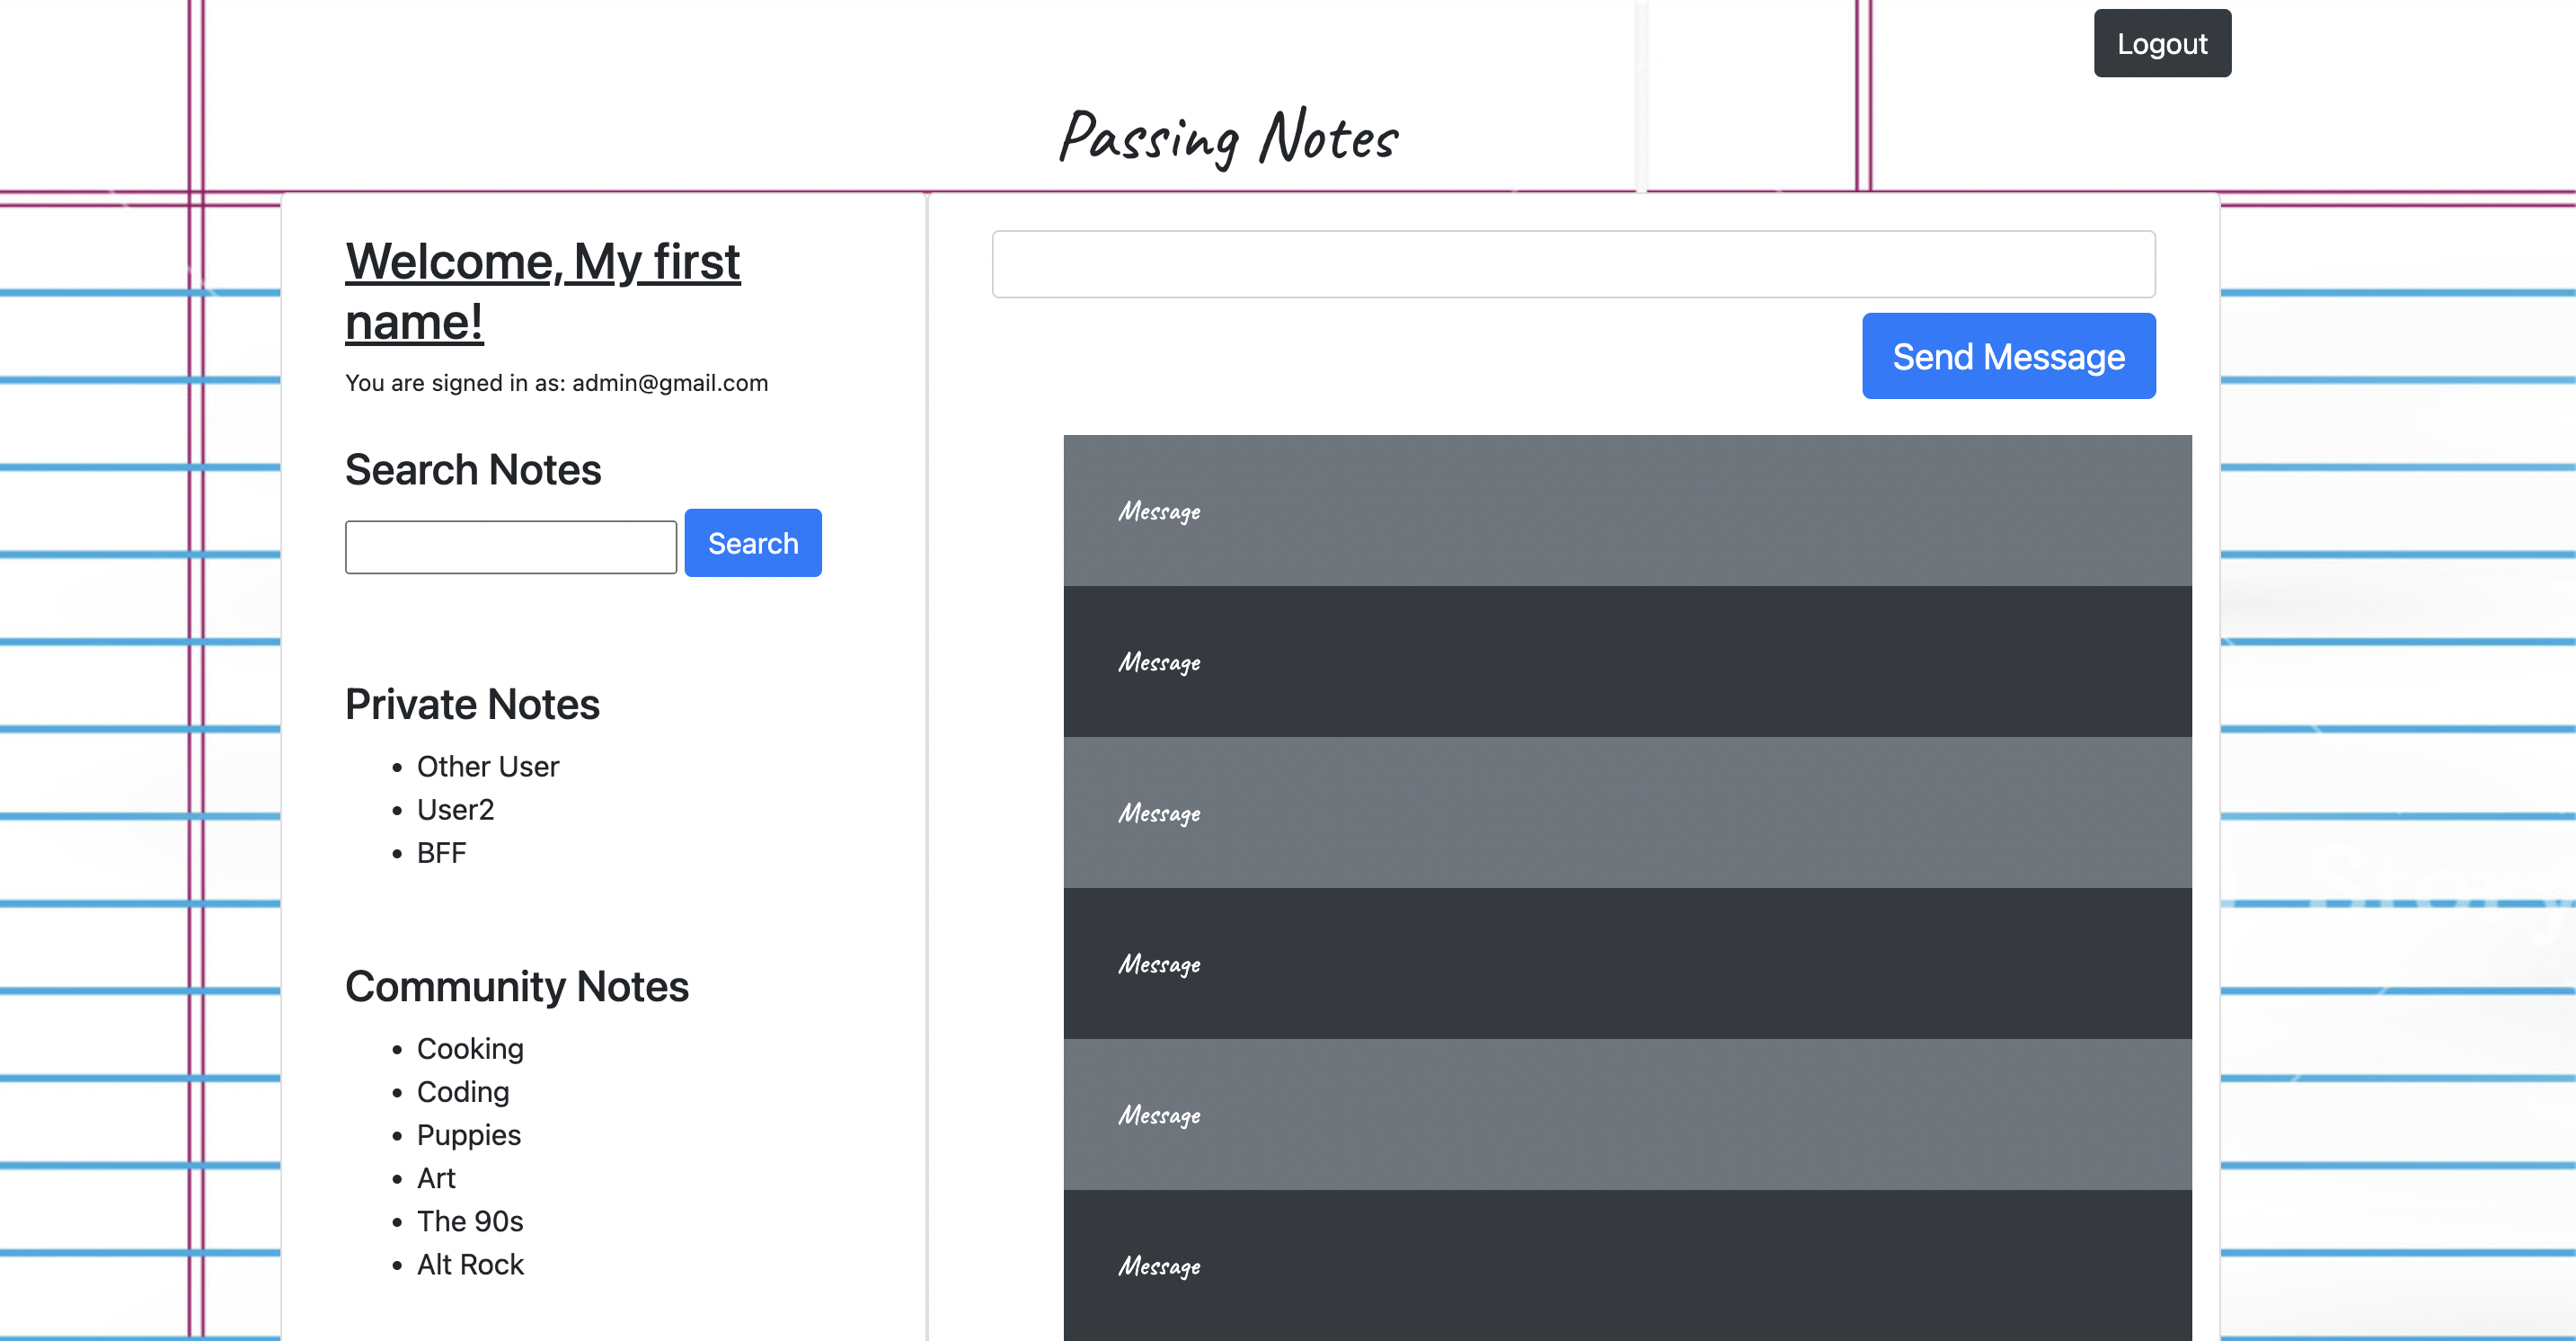 Logout
Passing Notes
Welcome, My first
name!
You are signed in as: admin@gmail.com
Search Notes
Search
Private Notes
Other User
User2
BFF
Community Notes
Cooking
Coding
Puppies
Art
The 90s
Alt Rock
Send Message
Message
Message
Message
Message
Message
Message